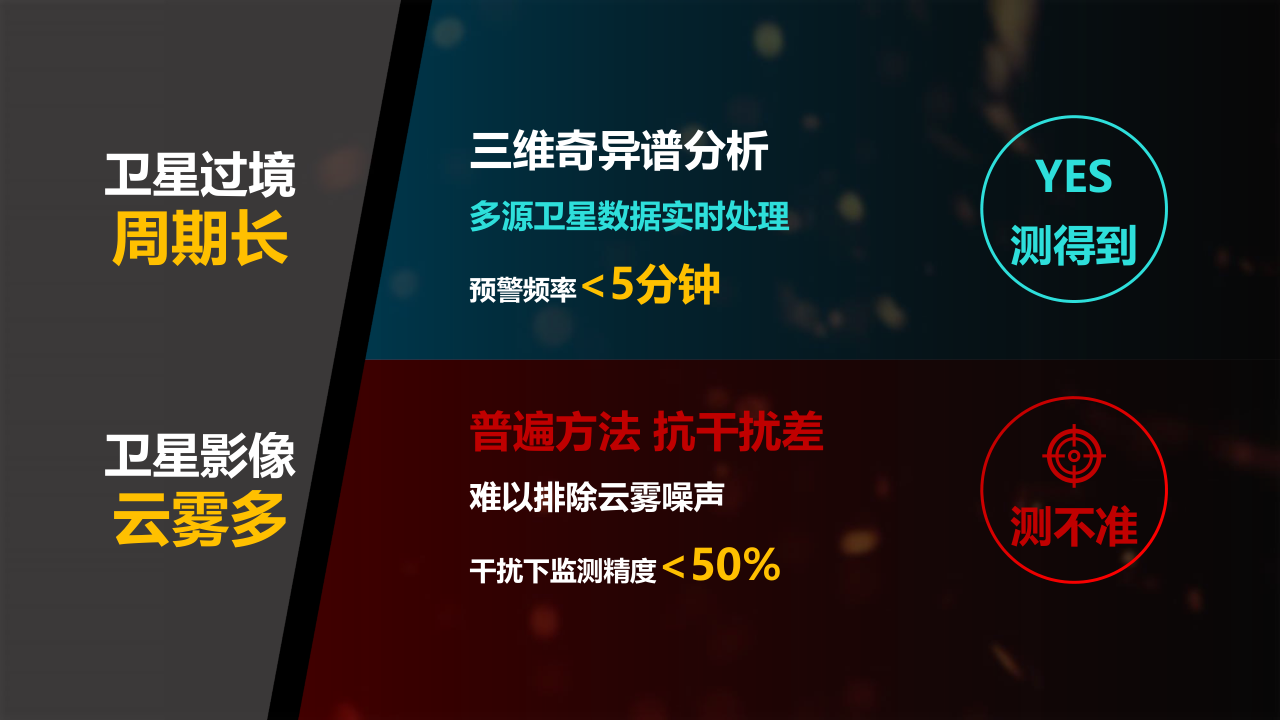 卫星过境
周期长
三维奇异谱分析
多源卫星数据实时处理
预警频率<5分钟
YES
测得到
卫星影像
云雾多
普遍方法 抗干扰差
难以排除云雾噪声
干扰下监测精度<50%
测不准